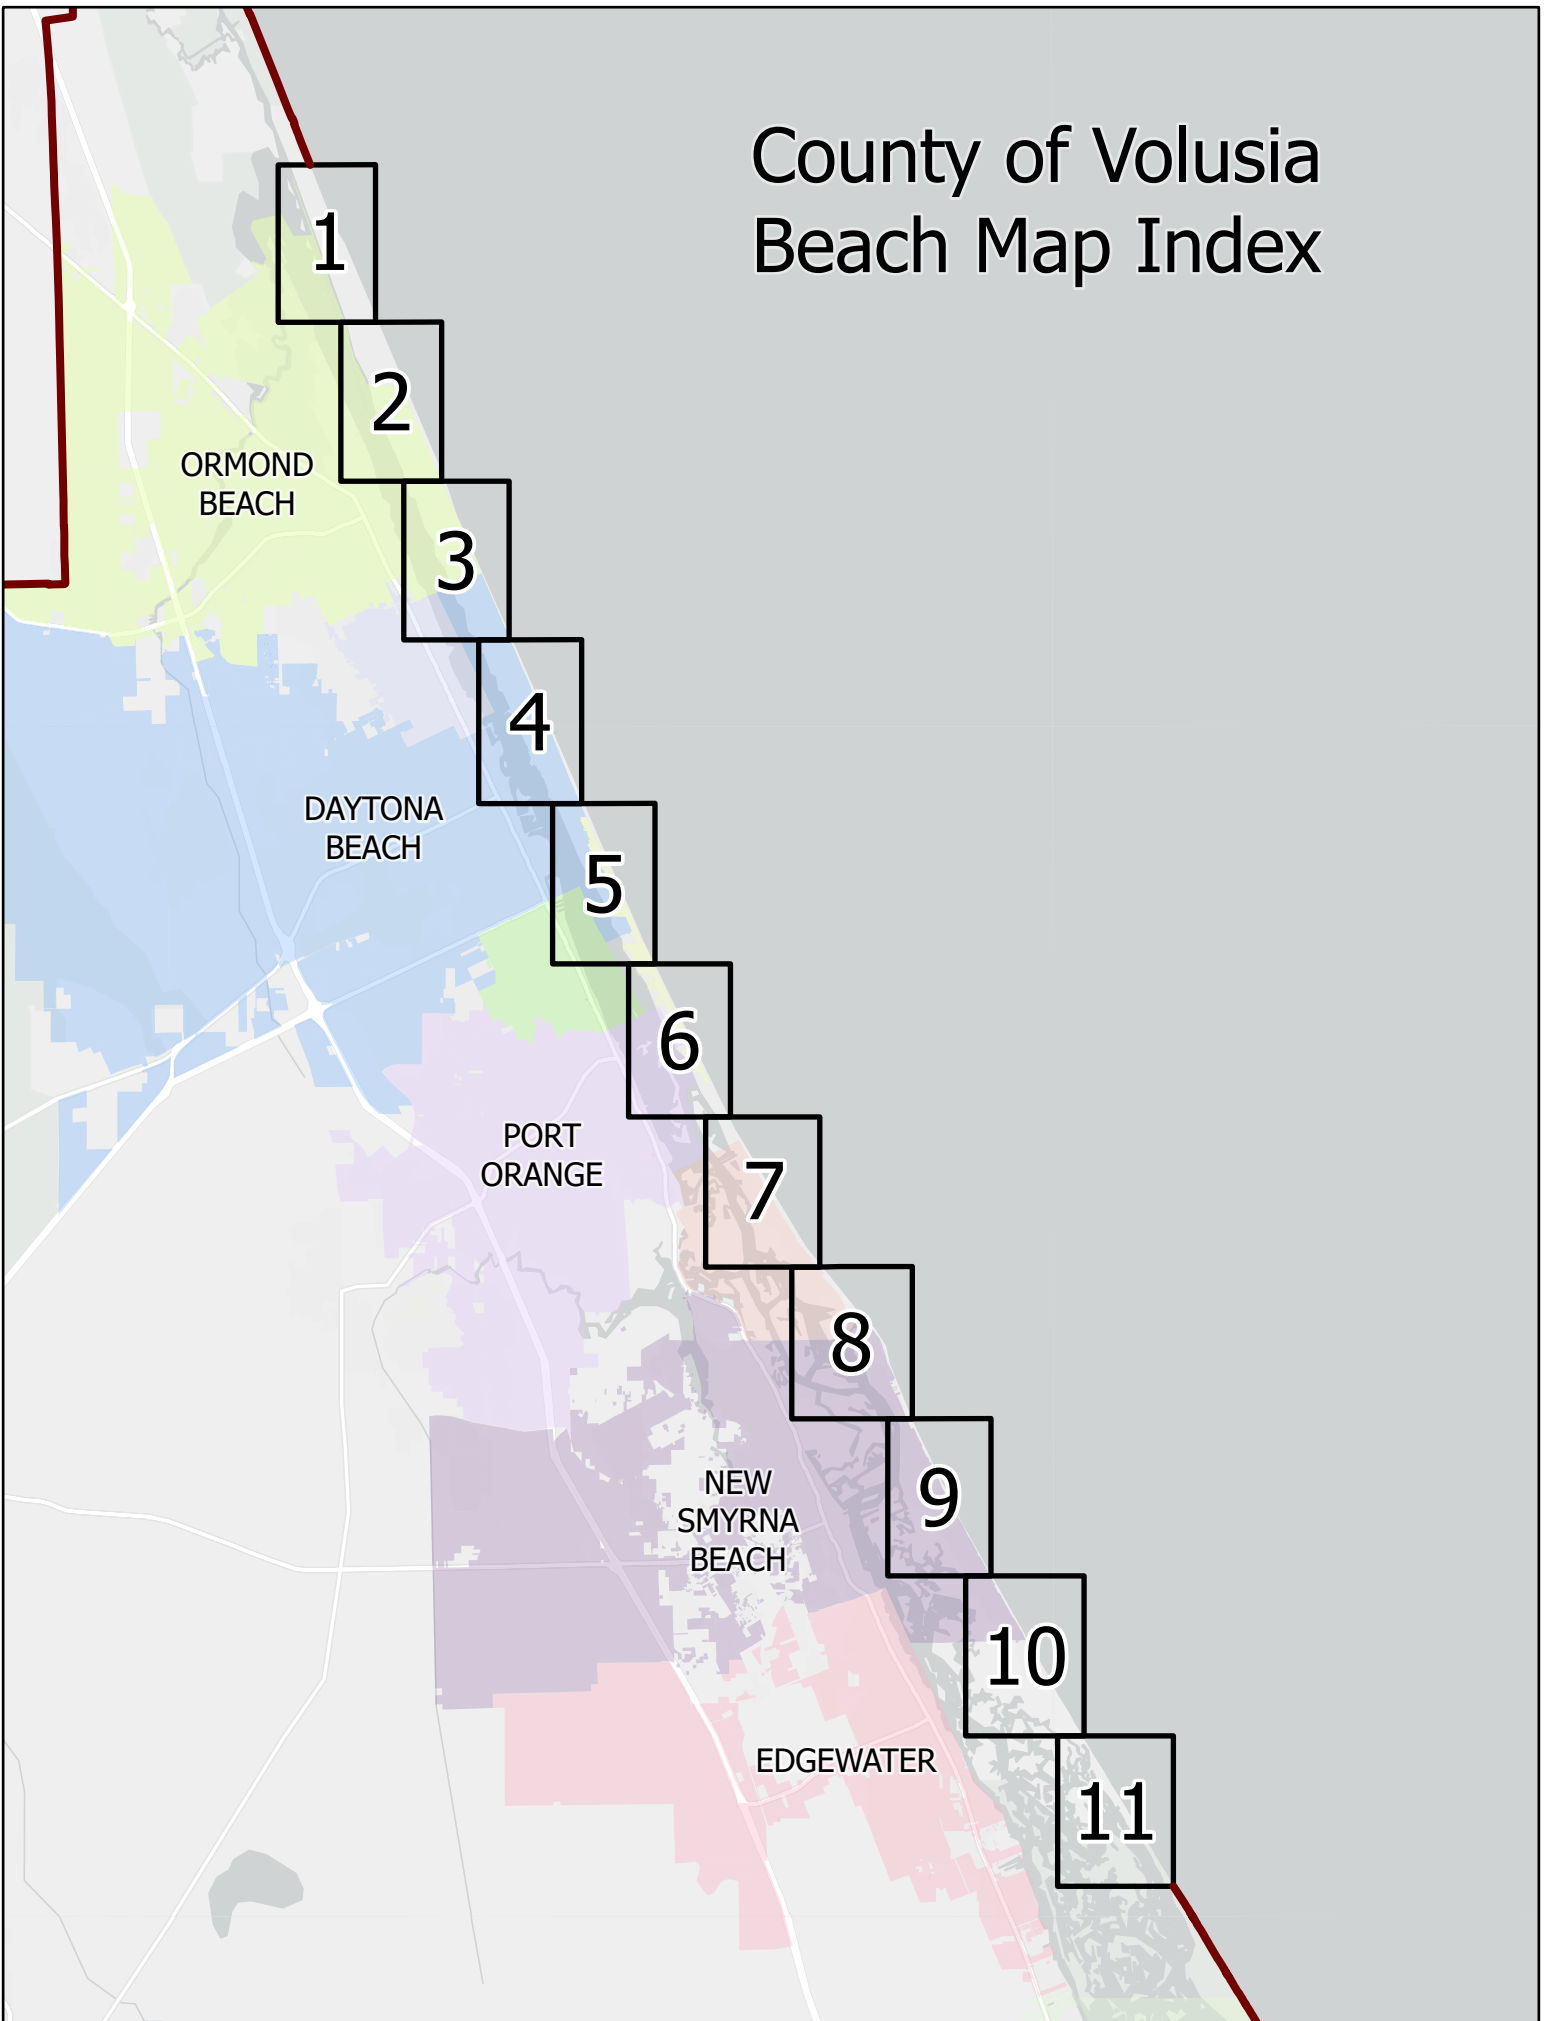 County of Volusia
Beach Map Index
1
2
ORMOND
BEACH
3
4
DAYTONA
BEACH
5
6
PORT
ORANGE
7
8
NEW
SMYRNA
BEACH
9
10
EDGEWATER
11